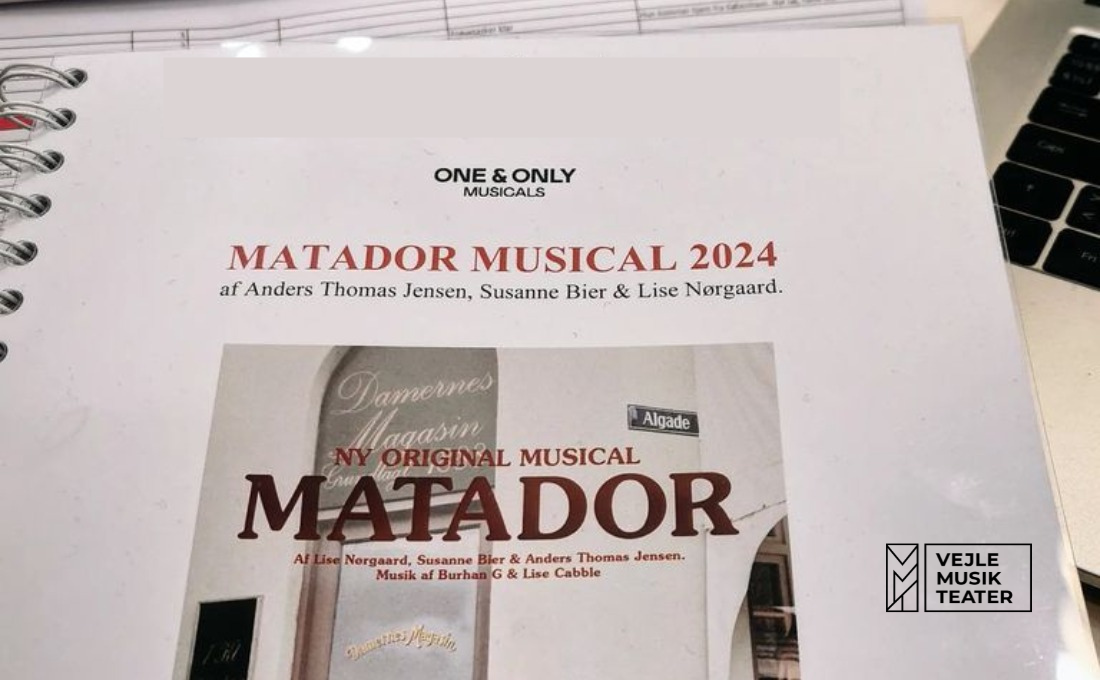 ONE & ONLY
MUSICALS
MATADOR MUSICAL 2024
af Anders Thomas Jensen, Susanne Bier & Lise Nørgaard.
Damernes
Magasin
Grundlagt
Algade
NY ORIGINAL MUSICAL
MATADOR
Af Lise Nørgaard, Susanne Bier & Anders Thomas Jensen.
Musik af Burhan G & Lise Cabble
Damernes Magasin
VEJLE
MUSIK
TEATER